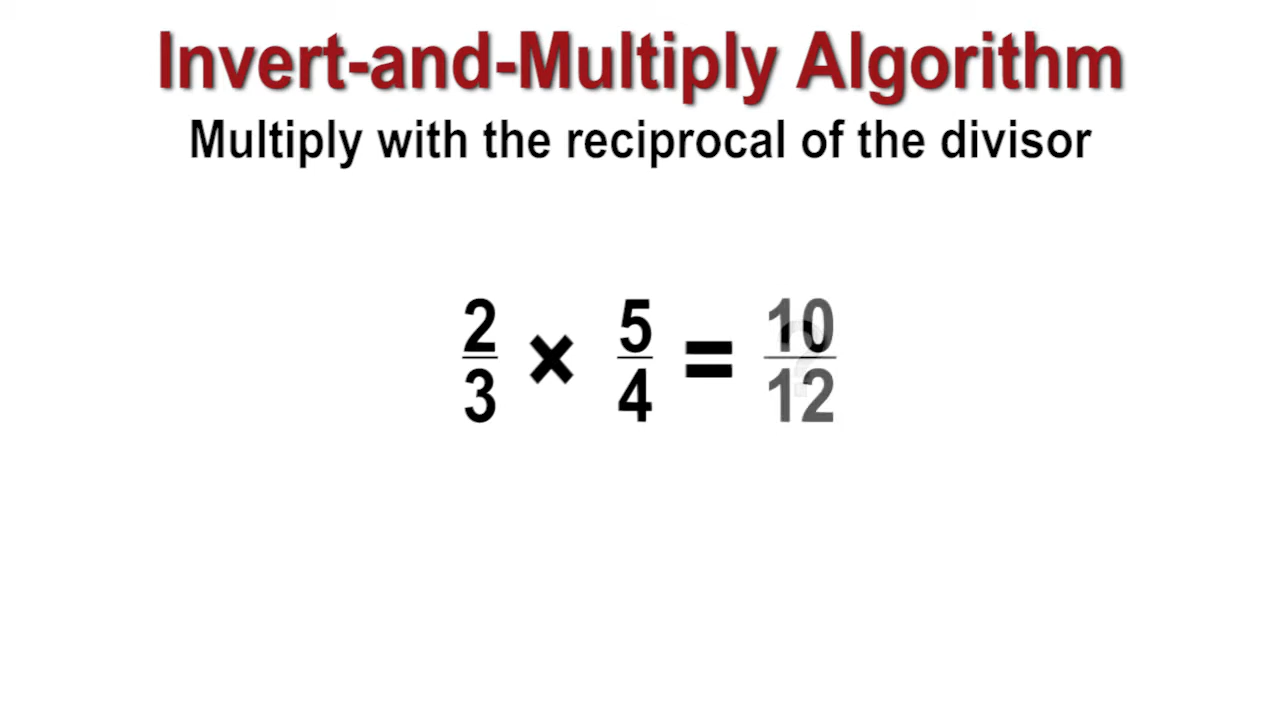 Invert-and-Multiply Algorithm
Multiply with the reciprocal of the divisor
2/3 × 5/4 = 10/12